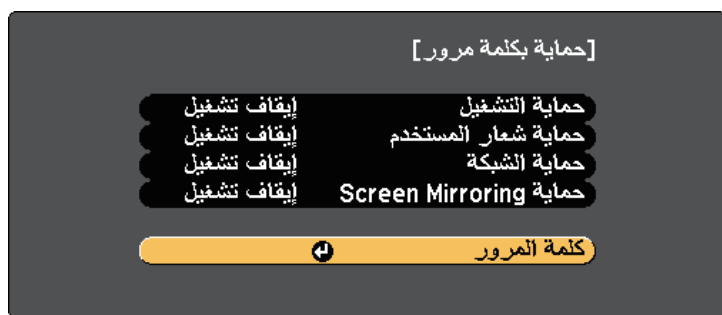 [حماية بكلمة مرور]
حماية التشغيل إيقاف تشغيل
حماية شعار المستخدم إيقاف تشغيل
حماية الشبكة إيقاف تشغيل
حماية Screen Mirroring إيقاف تشغيل
كلمة المرور